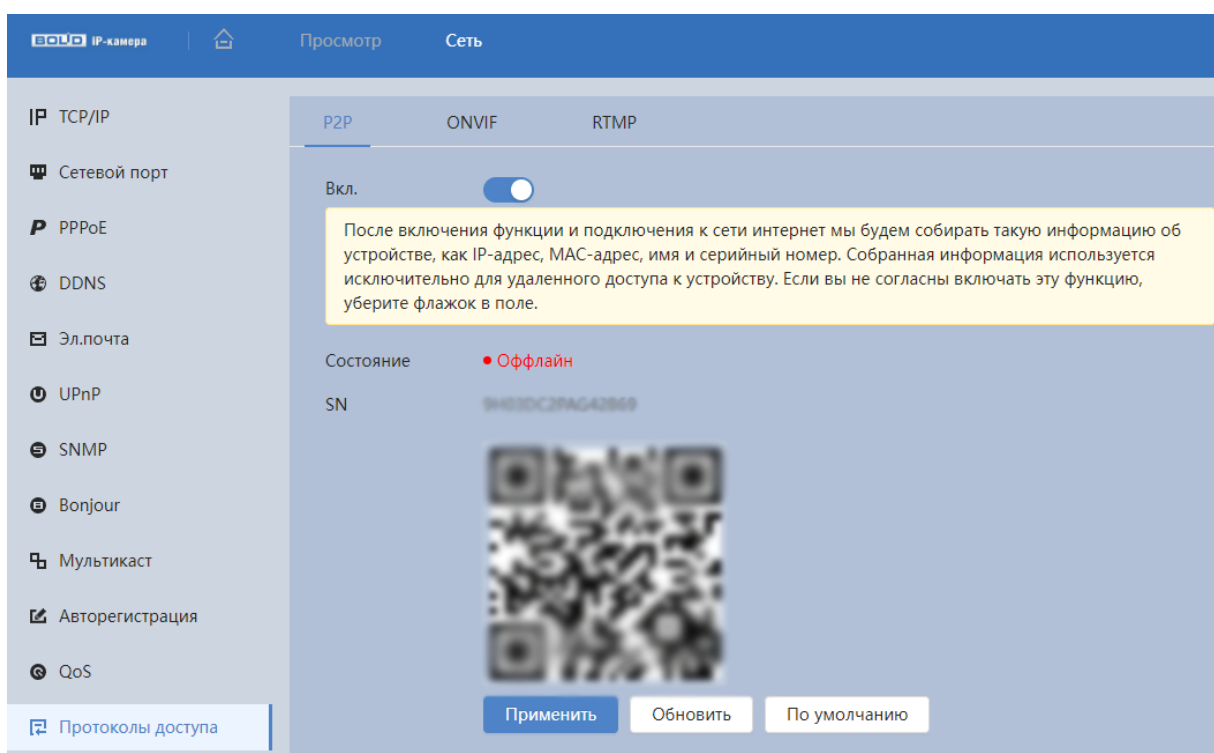 BOLID IP-камера
Просмотр
Сеть
TCP/IP
Сетевой порт
PPPoE
DDNS
Эл.почта
UPnP
SNMP
Bonjour
Мультикаст
Авторегистрация
QoS
Протоколы доступа
P2P
ONVIF
RTMP
Вкл.
После включения функции и подключения к сети интернет мы будем собирать такую информацию об
устройстве, как IP-адрес, MAC-адрес, имя и серийный номер. Собранная информация используется
исключительно для удаленного доступа к устройству. Если вы не согласны включать эту функцию,
уберите флажок в поле.
Состояние
Оффлайн
SN
Применить
Обновить
По умолчанию